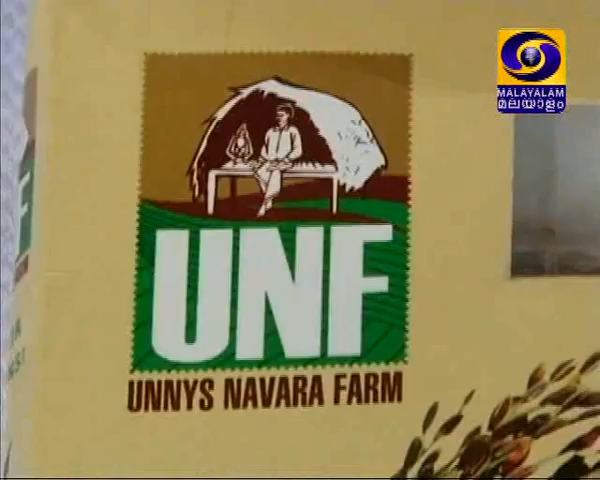 MALAYALAM
മലയാളം
UNF
UNNYS NAVARA FARM
F